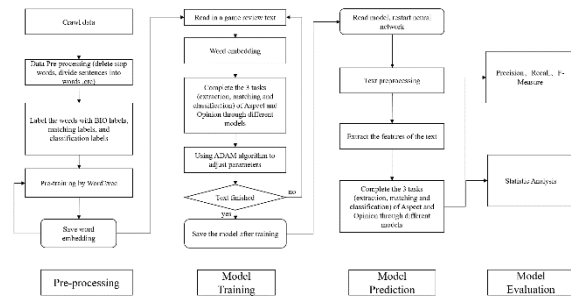 Crawl data
Data Pre-processing (delete stop
words, divide sentences into
words ,etc)
Label the words with BIO labels,
matching labels, and
classification labels
Pre-training by Word2vec
Save word
embedding
Pre-processing
Read in a game review text
Word embedding
Complete the 3 tasks
(extraction, matching and
classification) of Aspect and
Opinion through different
models
Using ADAM algorithm to
adjust parameters
Text finished
no
yes
Save the model after training
Model
Training
Read model, restart neural
network
Text preprocessing
Extract the features of the text
Complete the 3 tasks
(extraction, matching and
classification) of Aspect and
Opinion through different
models
Model
Prediction
Precision、Recall、F-
Measure
Statistic Analysis
Model
Evaluation